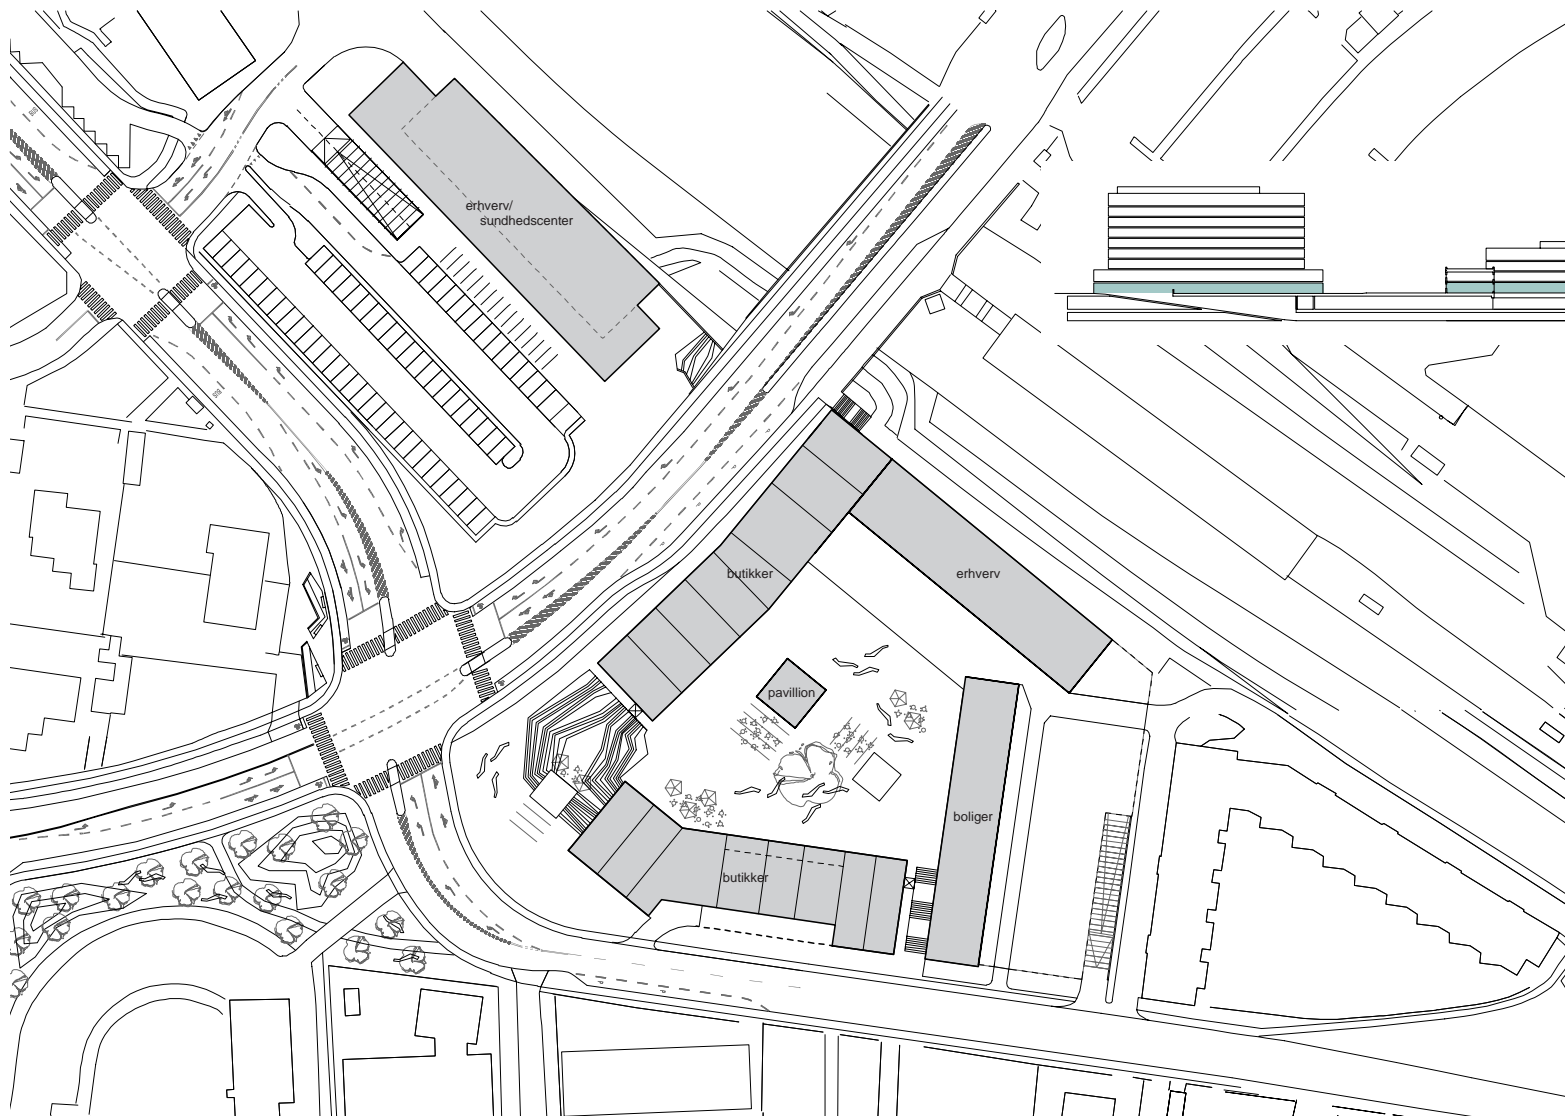 erhverv/
sundhedscenter
butikker
erhverv
pavillion
boliger
butikker